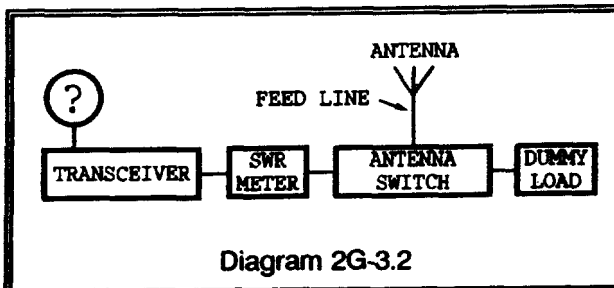 ANTENNA
?
FEED LINE
TRANSCEIVER
SWR
METER
ANTENNA
SWITCH
DUMMY
LOAD
Diagram 2G-3.2